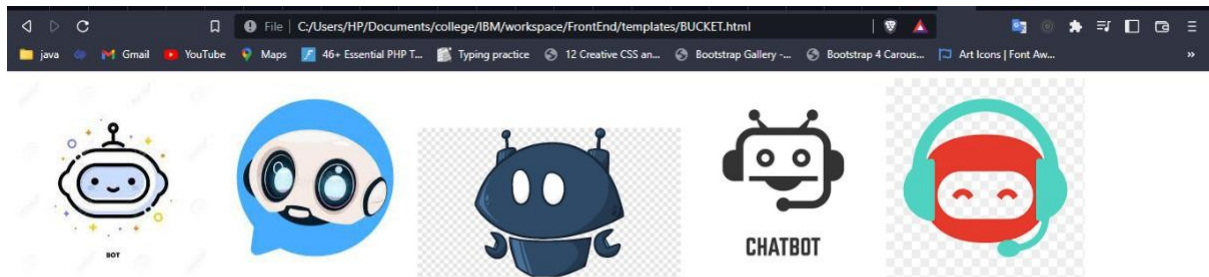 File C:/Users/HP/Documents/college/IBM/workspace/FrontEnd/templates/BUCKET.html
java Gmail YouTube Maps 46+ Essential PHP T... Typing practice 12 Creative CSS an... Bootstrap Gallery -... Bootstrap 4 Carous... Art Icons | Font Aw... »
BOT
CHATBOT